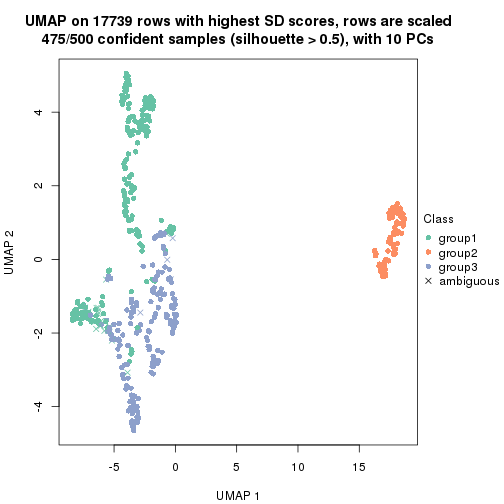 UMAP on 17739 rows with highest SD scores, rows are scaled
475/500 confident samples (silhouette > 0.5), with 10 PCs
4
2
0
-2
-4
UMAP 2
-5
0
5
10
15
UMAP 1
Class
group1
group2
group3
ambiguous